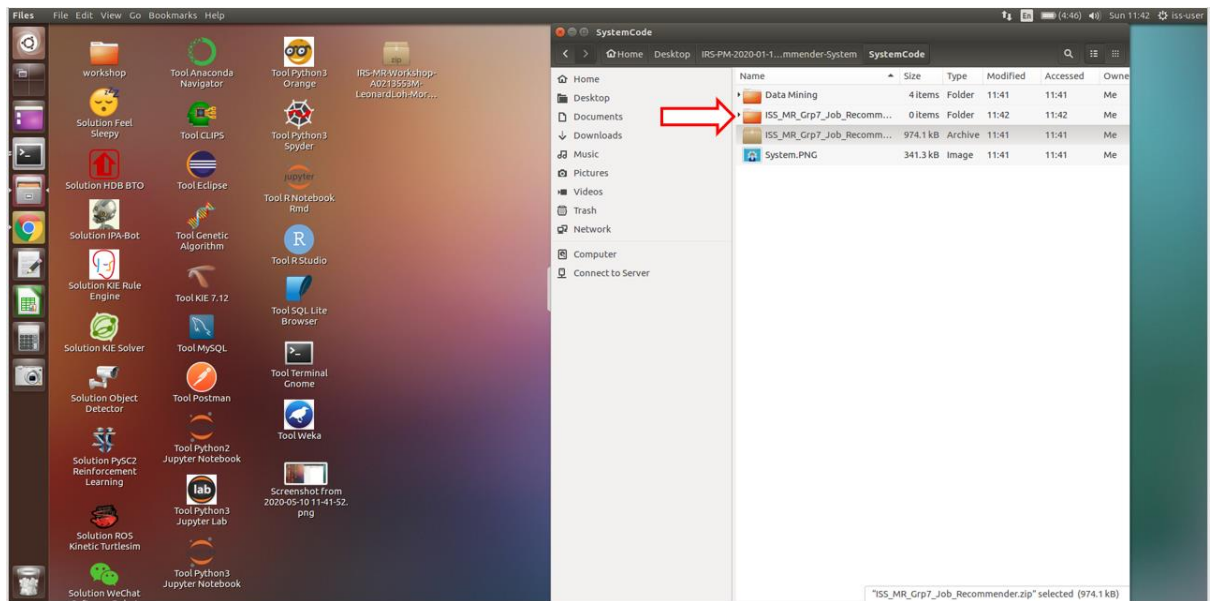 Files File Edit View Go Bookmarks Help
En (4:46) Sun 11:42 iss-user
workshop
Solution Feel
Sleepy
Solution HDB BTO
Solution IPA-Bot
Solution KIE Rule
Engine
Solution KIE Solver
Solution Object
Detector
Solution PySC2
Reinforcement
Learning
Solution ROS
Kinetic Turtlesim
Solution WeChat
Tool Anaconda
Navigator
Tool CLIPS
Tool Eclipse
Tool Genetic
Algorithm
Tool KIE 7.12
Tool MySQL
Tool Postman
Tool Python2
Jupyter Notebook
lab
Tool Python3
Jupyter Lab
Tool Python3
Jupyter Notebook
Tool Python3
Orange
Tool Python3
Spyder
jupyter
Tool R Notebook
Rmd
R
Tool R Studio
Tool SQL Lite
Browser
Tool Terminal
Gnome
Tool Weka
Screenshot from
2020-05-10 11-41-52.
png
zip
IRS-MR-Workshop-
A0213553M-
LeonardLoh-Mor...
SystemCode
Home Desktop IRS-PM-2020-01-1...mmender-System SystemCode
Home
Desktop
Documents
Downloads
Music
Pictures
Videos
Trash
Network
Computer
Connect to Server
Name Size Type Modified Accessed Owne
Data Mining 4 items Folder 11:41 11:41 Me
ISS_MR_Grp7_Job_Recomm... 0 items Folder 11:42 11:42 Me
ISS_MR_Grp7_Job_Recomm... 974.1 kB Archive 11:41 11:41 Me
System.PNG 341.3 kB Image 11:41 11:41 Me
"ISS_MR_Grp7_Job_Recommender.zip" selected (974.1 kB)